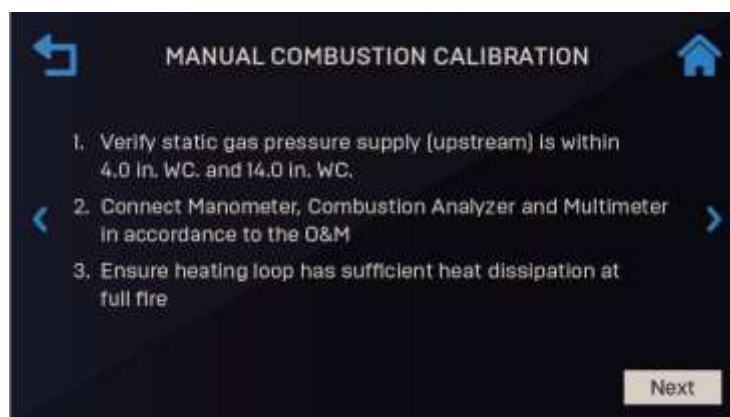 MANUAL COMBUSTION CALIBRATION
1. Verify static gas pressure supply (upstream) is within
4.0 in. WC. and 14.0 in. WC.
2. Connect Manometer, Combustion Analyzer and Multimeter
in accordance to the O&M
3. Ensure heating loop has sufficient heat dissipation at
full fire
Next